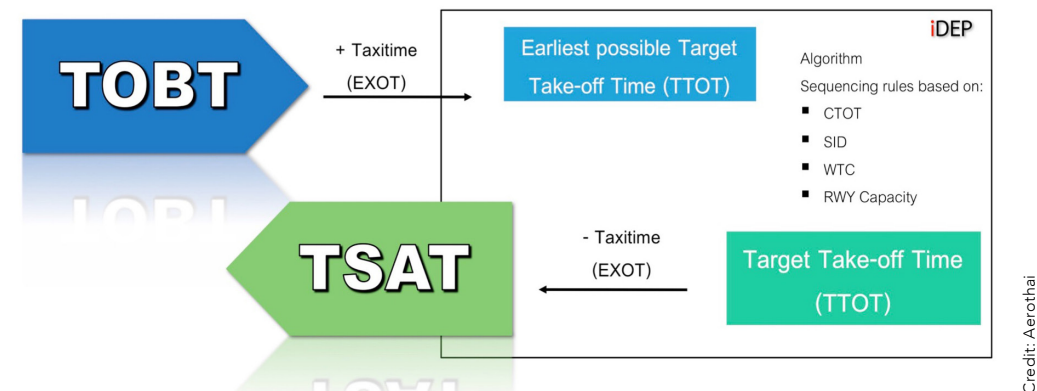 TOBT
+ Taxitime
(EXOT)
Earliest possible Target
Take-off Time (TTOT)
iDEP
Algorithm
Sequencing rules based on:
▪ CTOT
▪ SID
▪ WTC
▪ RWY Capacity
TSAT
- Taxitime
(EXOT)
Target Take-off Time
(TTOT)
Credit: Aerothai